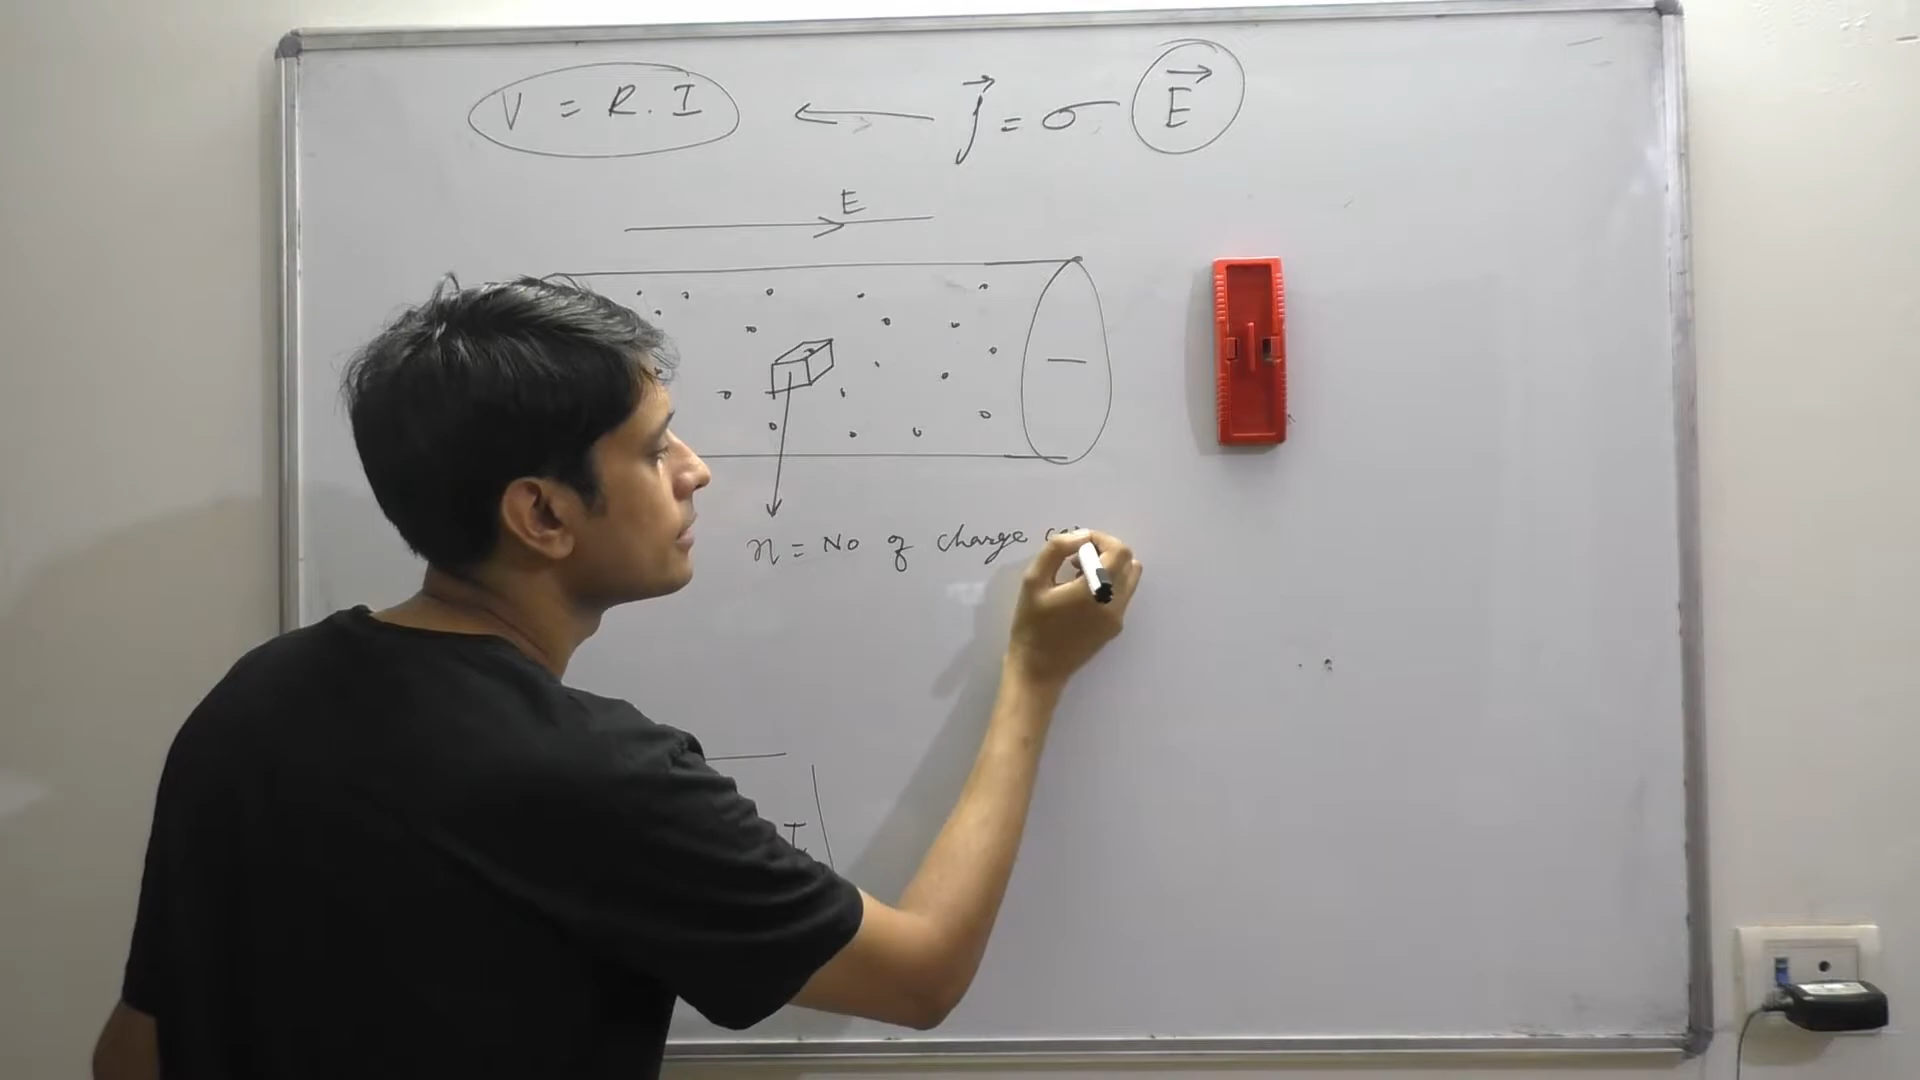 V = R.I ← J⃗ = σ E⃗
E
−
n = No of charge
I